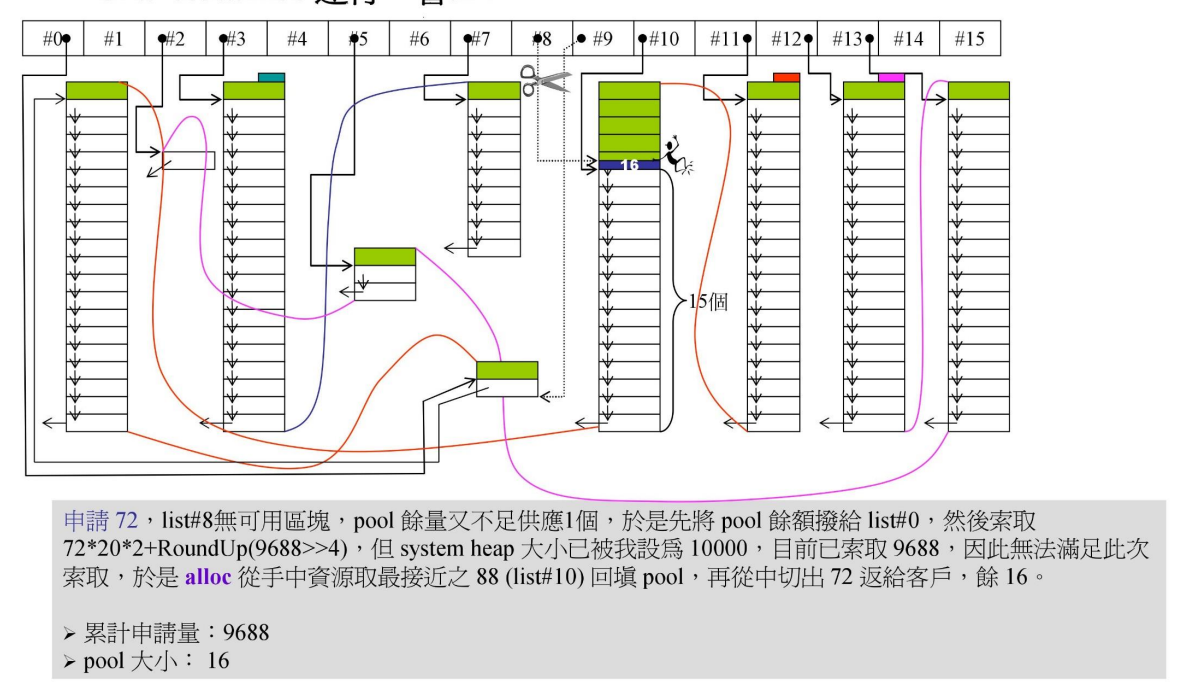 #0 #1 #2 #3 #4 #5 #6 #7 #8 #9 #10 #11 #12 #13 #14 #15
16
15個
申請 72，list#8無可用區塊，pool 餘量又不足供應1個，於是先將 pool 餘額撥給 list#0，然後索取
72*20*2+RoundUp(9688>>4)，但 system heap 大小已被我設爲 10000，目前已索取 9688，因此無法滿足此次
索取，於是 alloc 從手中資源取最接近之 88 (list#10) 回填 pool，再從中切出 72 返給客戶，餘 16。
➢ 累計申請量：9688
➢ pool 大小： 16